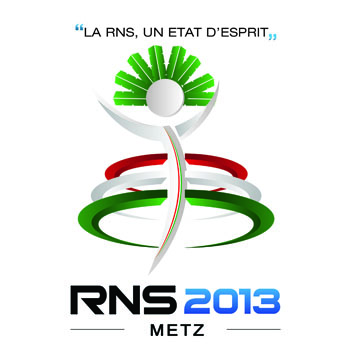 “LA RNS, UN ETAT D’ESPRIT„
RNS 2013
METZ